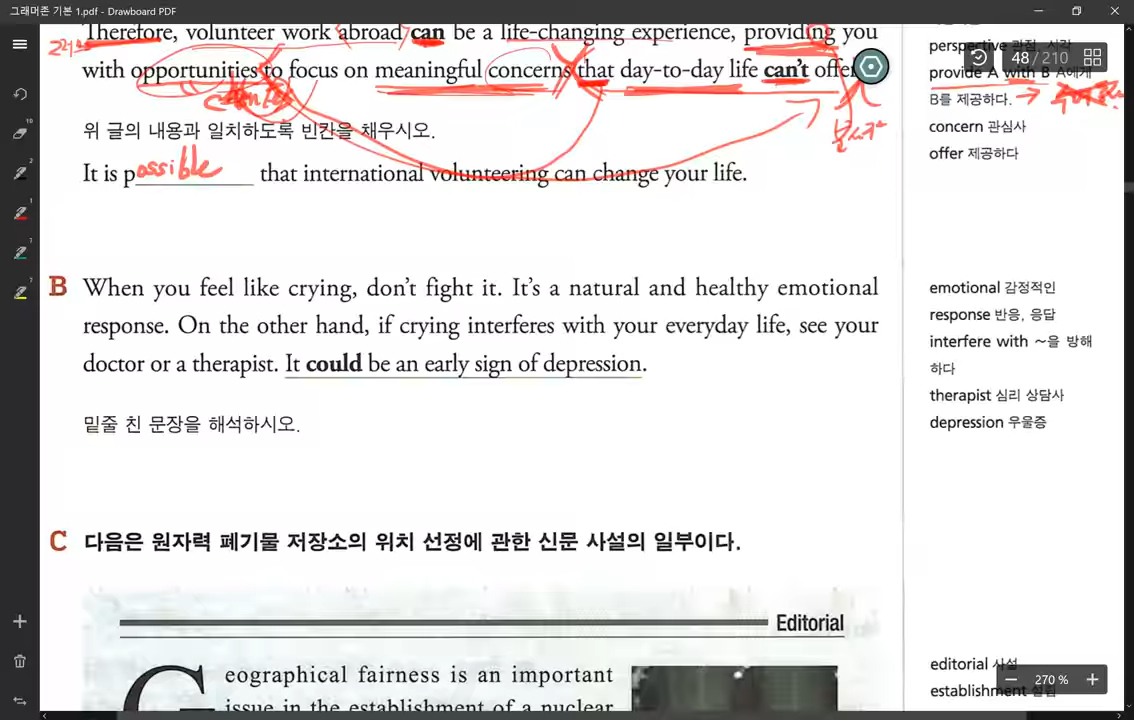 그래머존 기본 1.pdf - Drawboard PDF
Therefore, volunteer work abroad can be a life-changing experience, providing you
with opportunities to focus on meaningful concerns that day-to-day life can't offer
위 글의 내용과 일치하도록 빈칸을 채우시오.
It is possible that international volunteering can change your life.
B When you feel like crying, don't fight it. It's a natural and healthy emotional
response. On the other hand, if crying interferes with your everyday life, see your
doctor or a therapist. It could be an early sign of depression.
밑줄 친 문장을 해석하시오.
C 다음은 원자력 폐기물 저장소의 위치 선정에 관한 신문 사설의 일부이다.
Editorial
Geographical fairness is an important
issue in the establishment of a nuclear
perspective 관점, 시각
provide A with B A에게
B를 제공하다.
concern 관심사
offer 제공하다
emotional 감정적인
response 반응, 응답
interfere with ~을 방해
하다
therapist 심리 상담사
depression 우울증
editorial 사설
establishment 설립
48 / 210
270 %